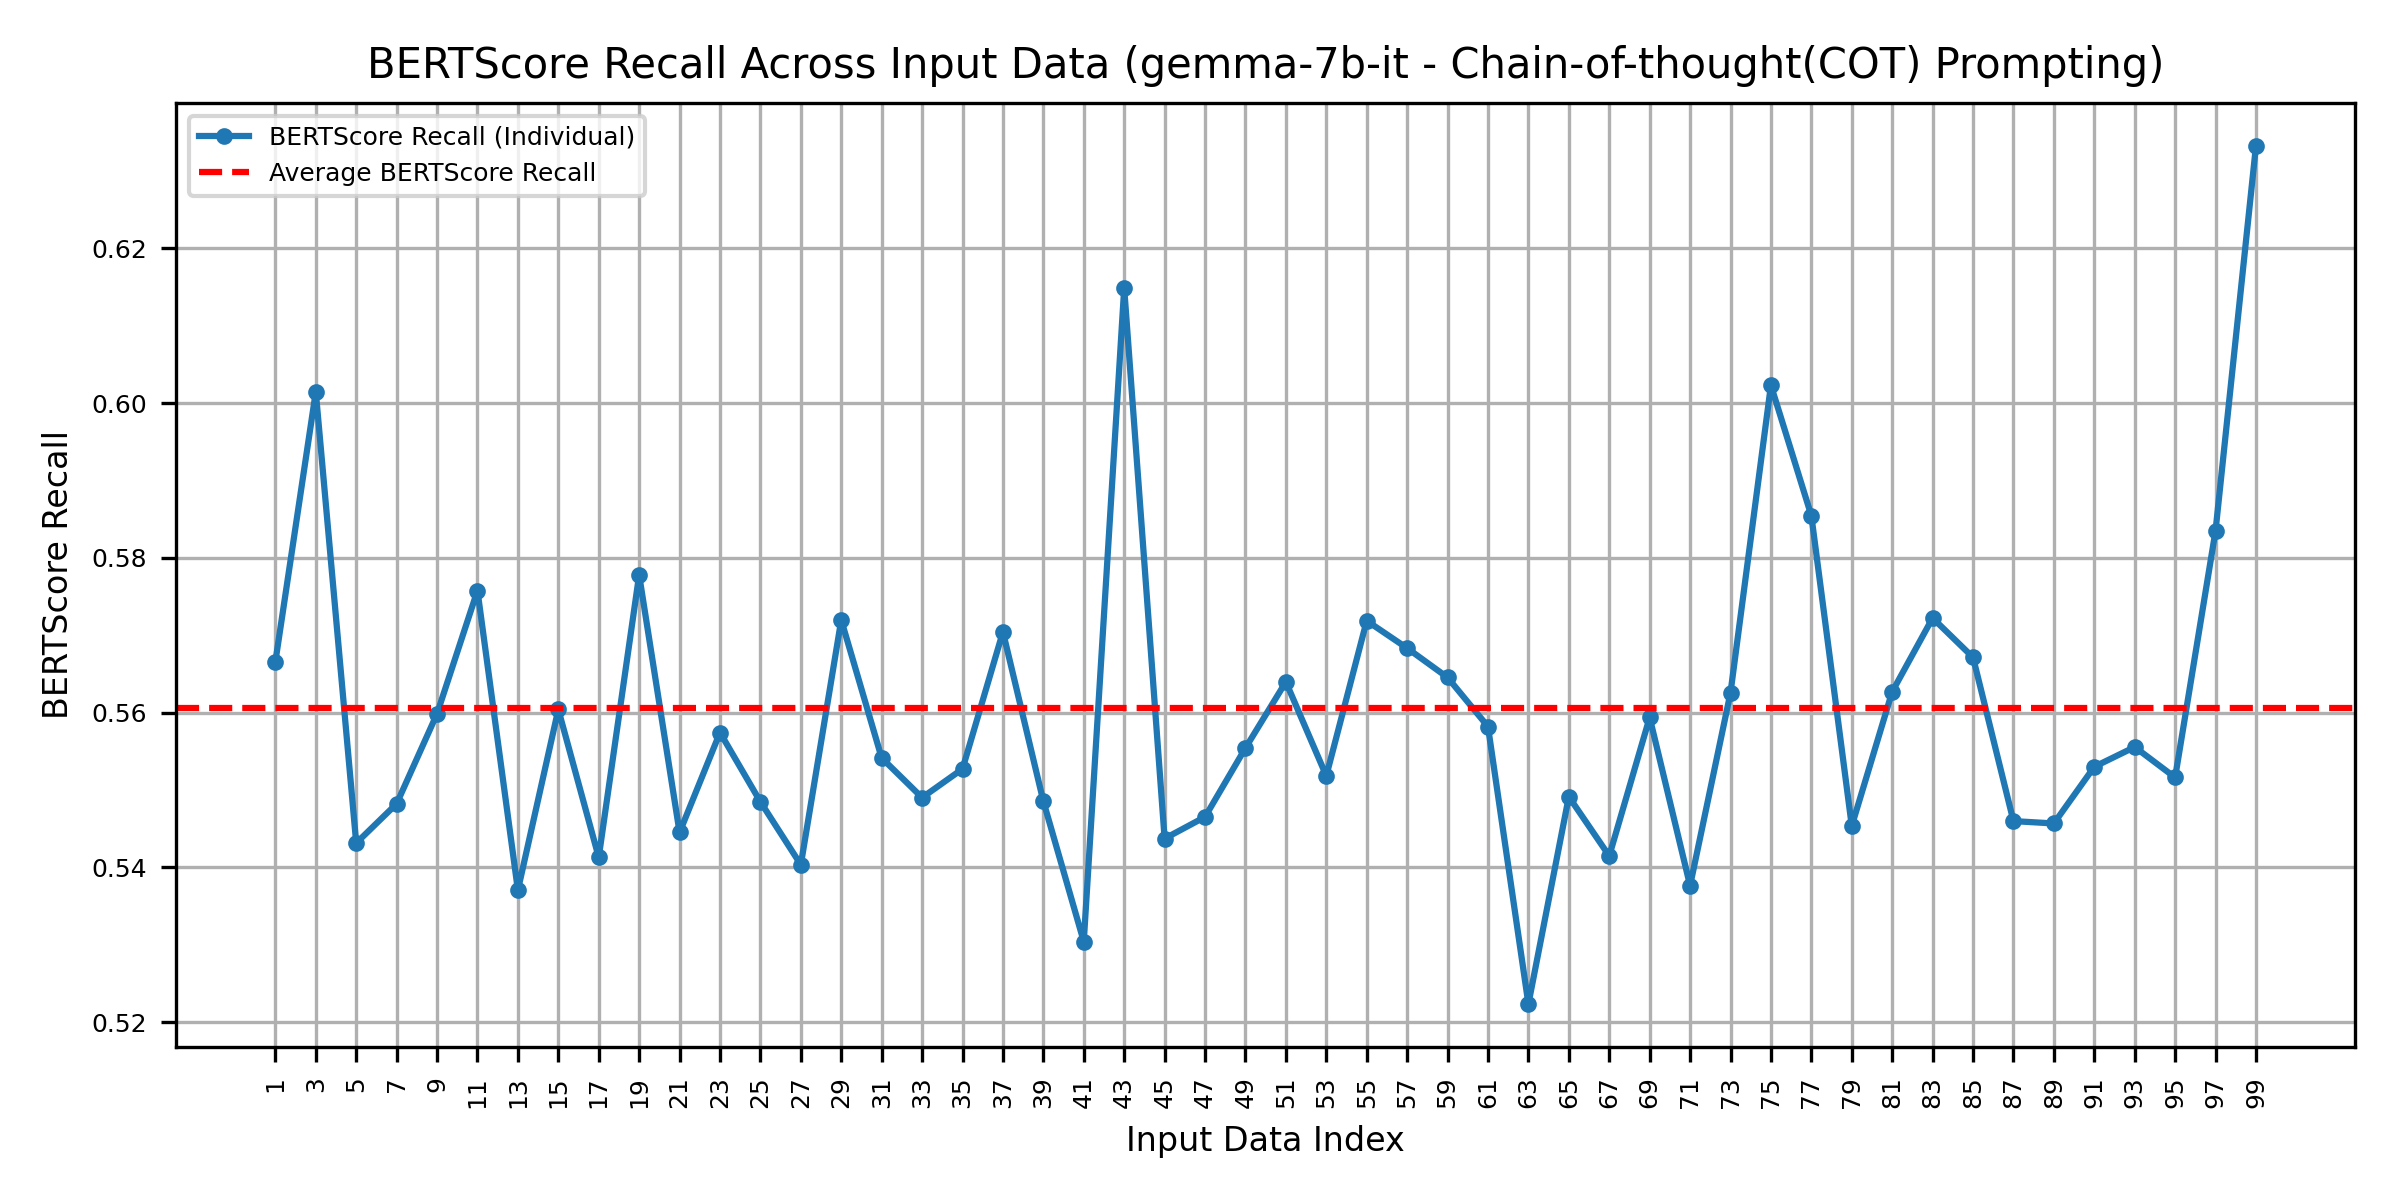 BERTScore Recall Across Input Data (gemma-7b-it - Chain-of-thought(COT) Prompting)
BERTScore Recall (Individual)
Average BERTScore Recall
BERTScore Recall
0.62
0.60
0.58
0.56
0.54
0.52
1 3 5 7 9 11 13 15 17 19 21 23 25 27 29 31 33 35 37 39 41 43 45 47 49 51 53 55 57 59 61 63 65 67 69 71 73 75 77 79 81 83 85 87 89 91 93 95 97 99
Input Data Index